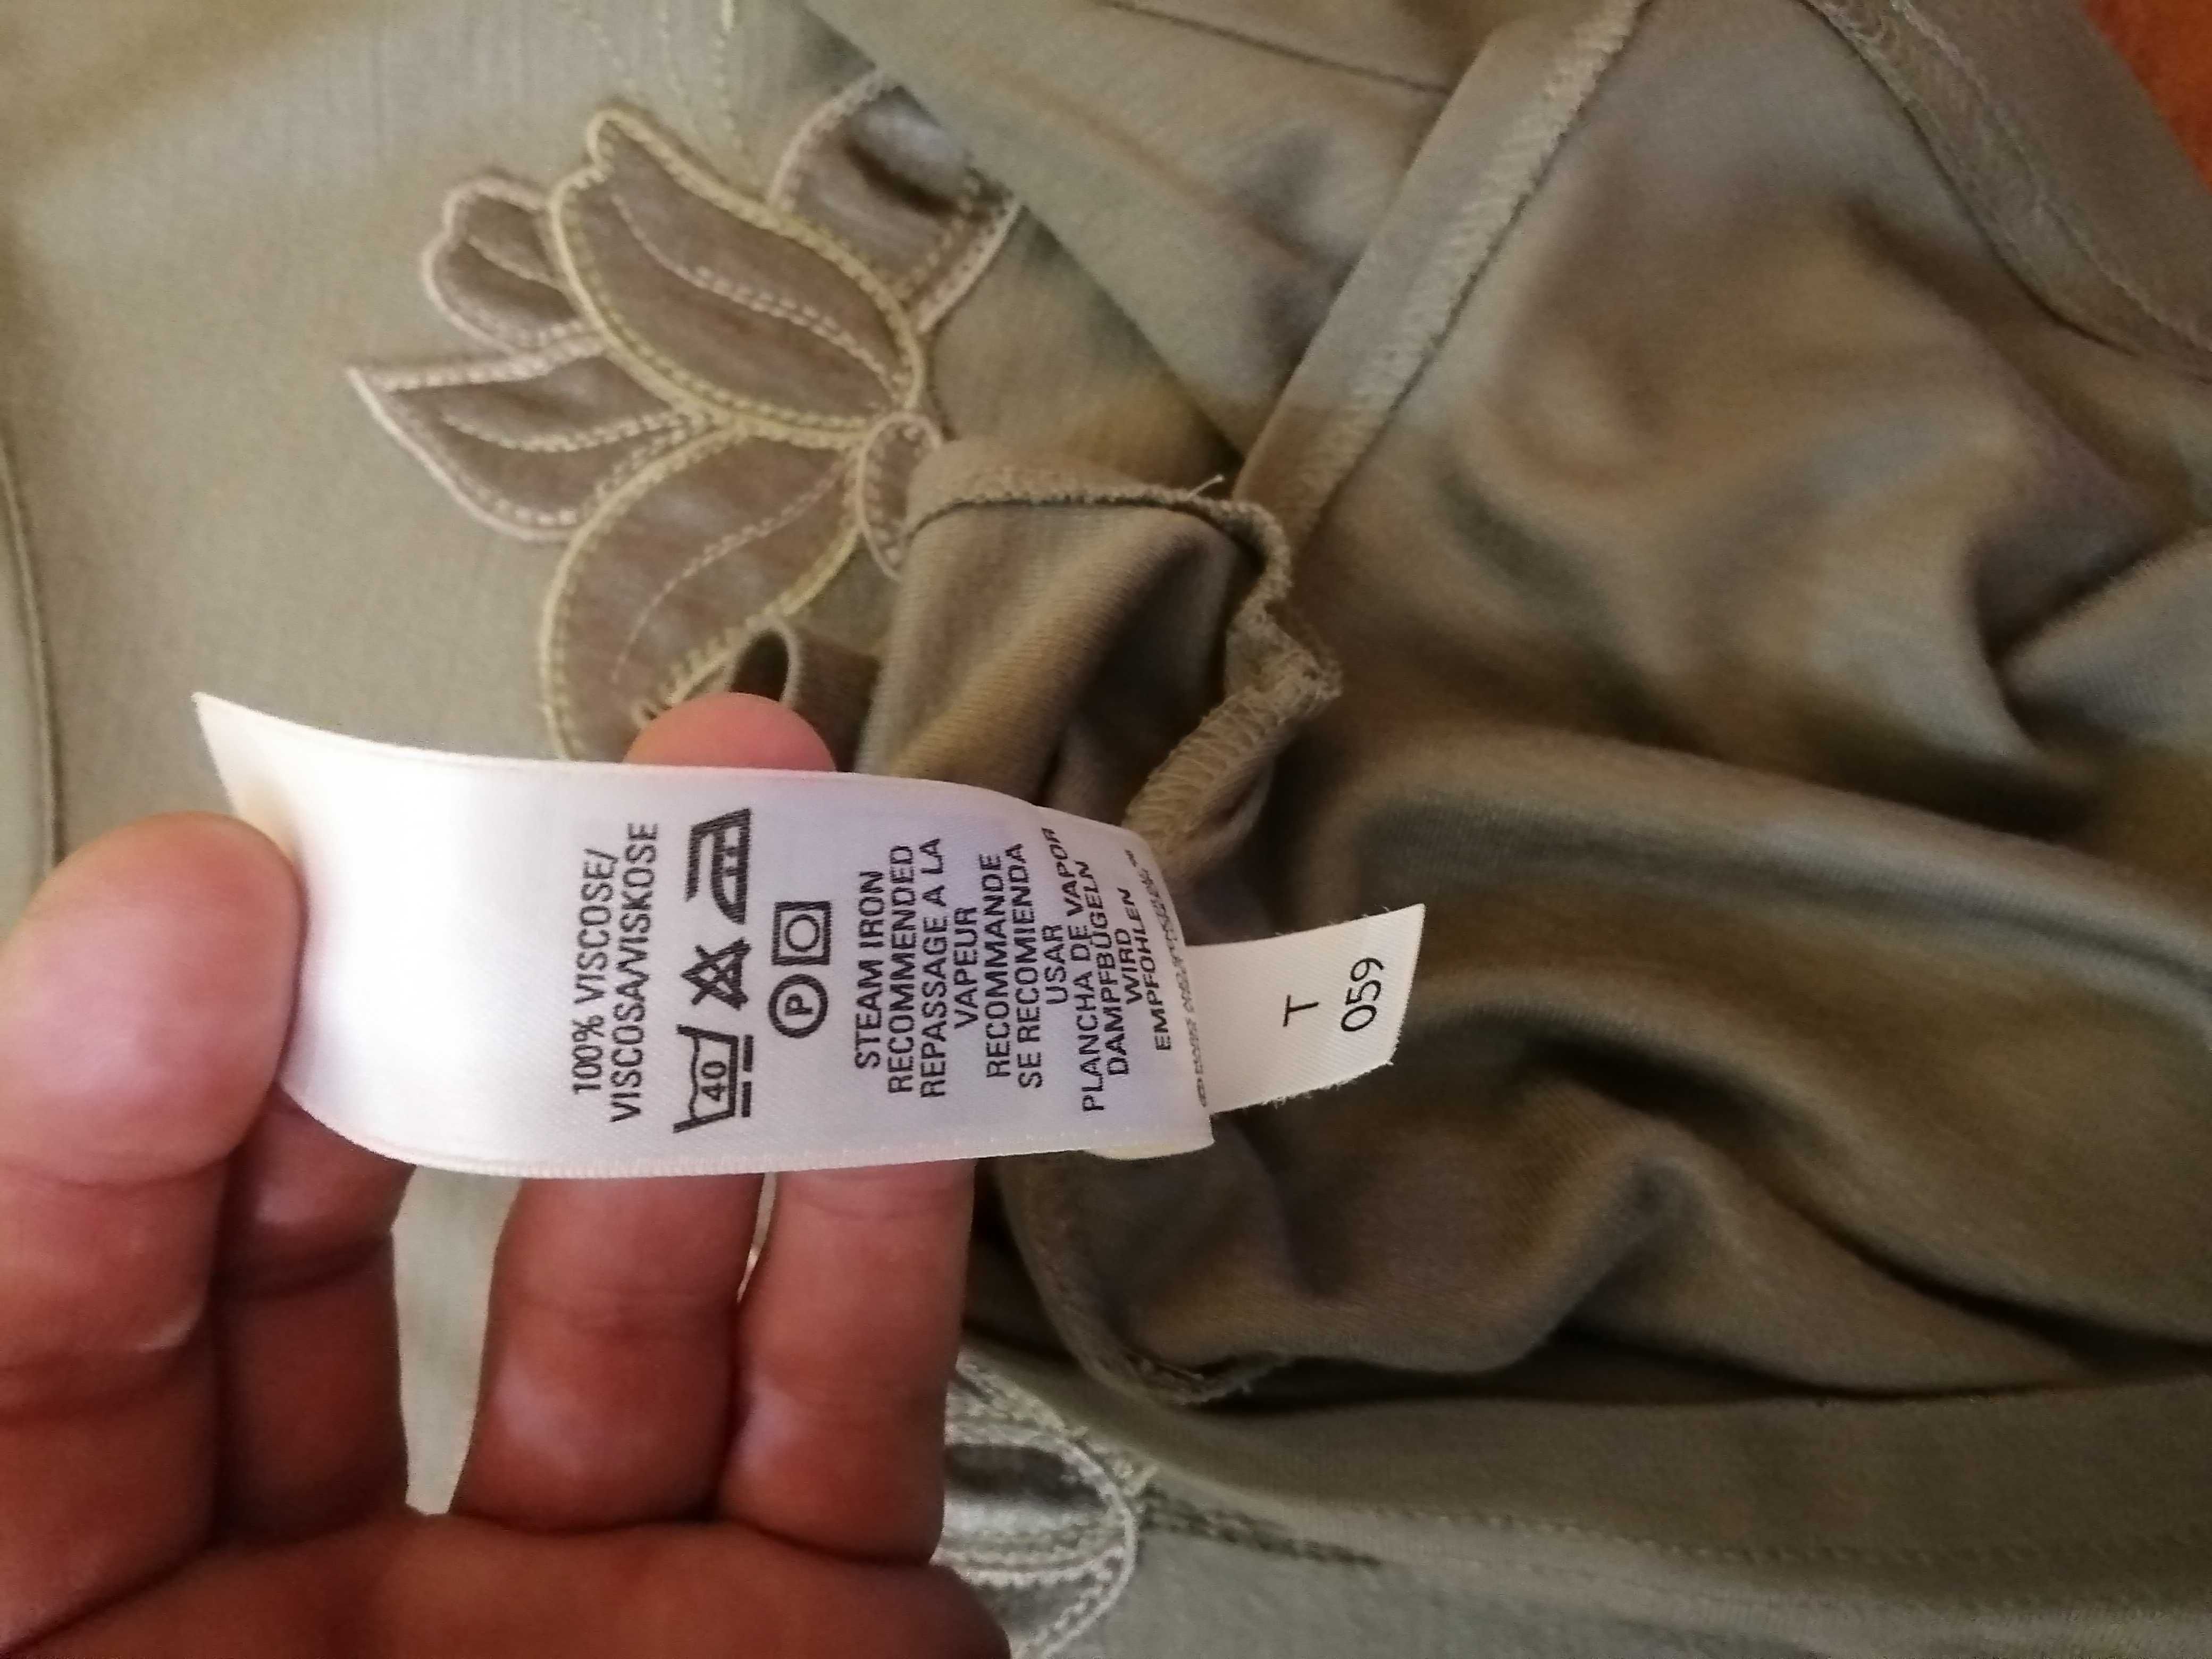 100% VISCOSE/
VISCOSA/VISKOSE
40
P
STEAM IRON
RECOMMENDED
REPASSAGE A LA
VAPEUR
RECOMMANDE
SE RECOMIENDA
USAR
PLANCHA DE VAPOR
DAMPFBÜGELN
WIRD
EMPFOHLEN
T
059